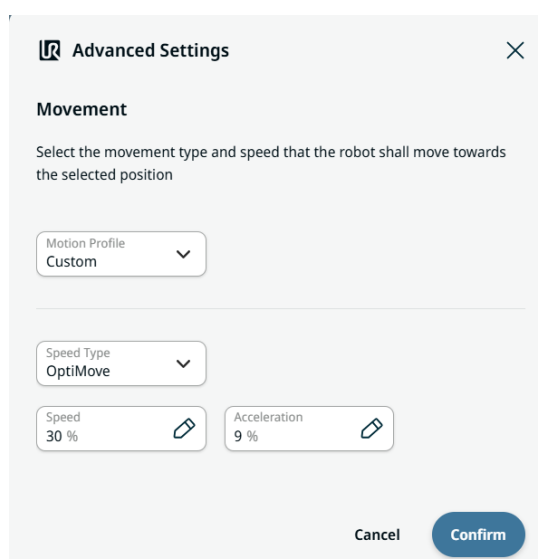 UR Advanced Settings
Movement
Select the movement type and speed that the robot shall move towards
the selected position
Motion Profile
Custom
Speed Type
OptiMove
Speed
30 %
Acceleration
9 %
Cancel
Confirm